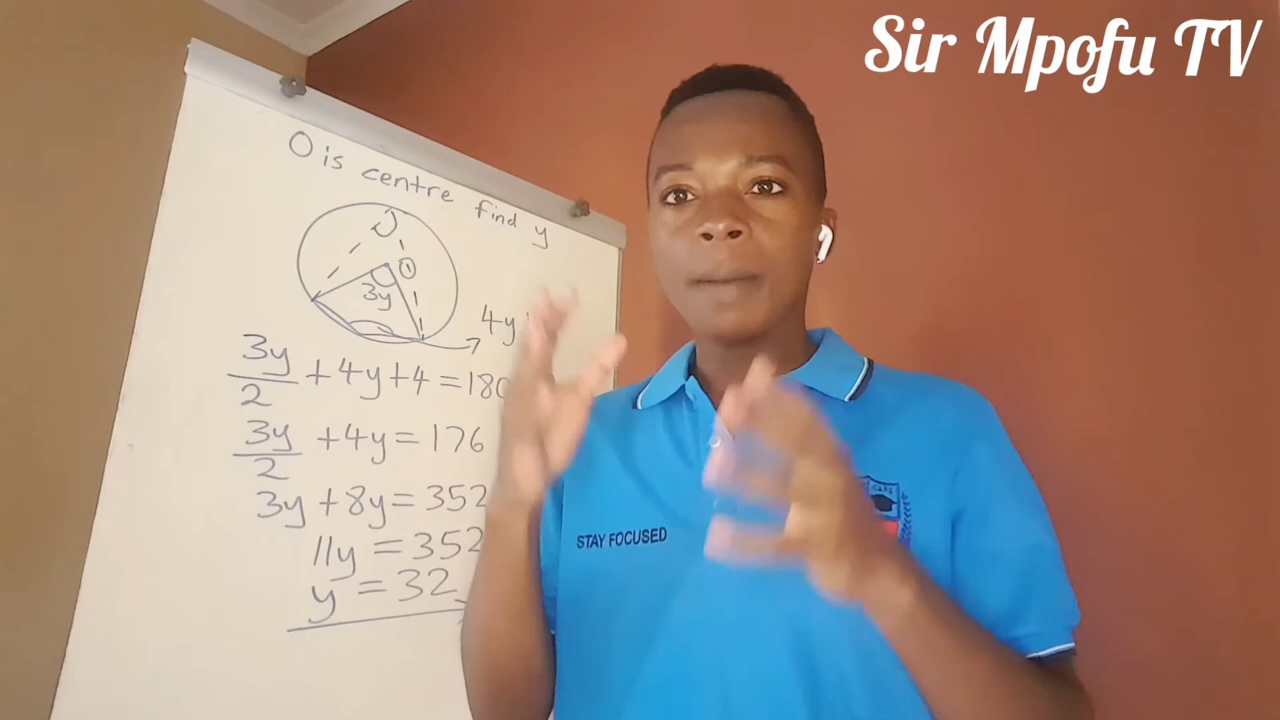 Sir Mpofu TV
O is centre find y
O
3y
4y
3y/2 + 4y + 4 = 180
3y/2 + 4y = 176
3y + 8y = 352
11y = 352
y = 32
STAY FOCUSED